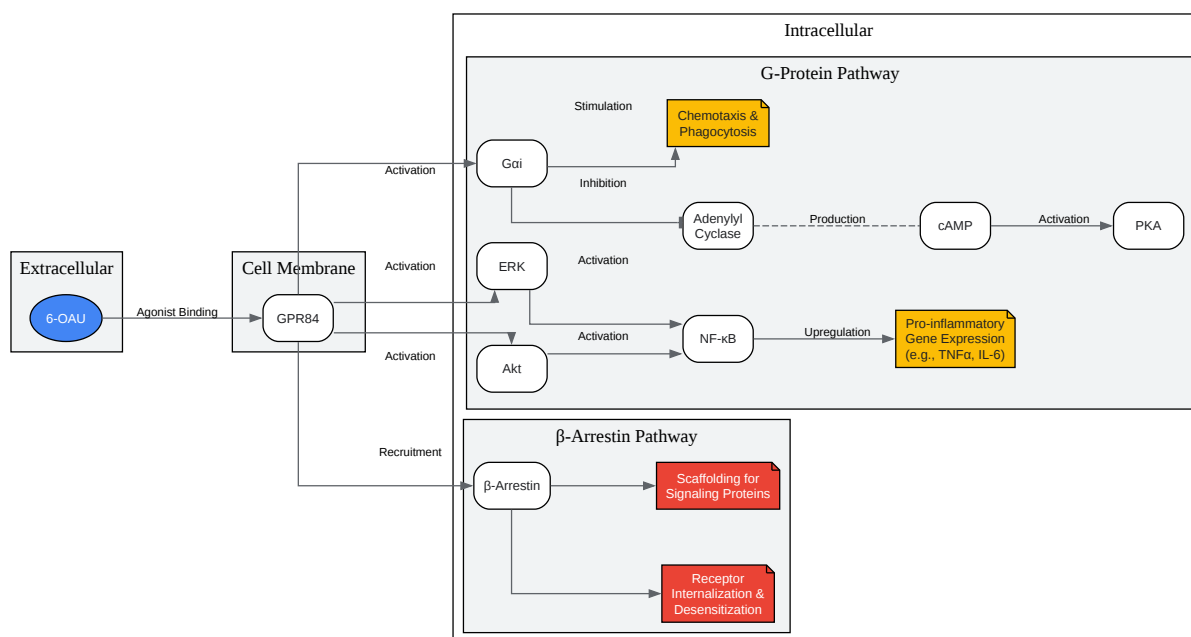 Intracellular
G-Protein Pathway
Stimulation
Chemotaxis &
Phagocytosis
Gαi
Activation
Inhibition
Adenylyl
Cyclase
Production
cAMP
Activation
PKA
Extracellular
6-OAU
Agonist Binding
Cell Membrane
GPR84
Activation
ERK
Activation
Activation
Akt
Activation
NF-κB
Upregulation
Pro-inflammatory
Gene Expression
(e.g., TNFα, IL-6)
β-Arrestin Pathway
Recruitment
β-Arrestin
Scaffolding for
Signaling Proteins
Receptor
Internalization &
Desensitization